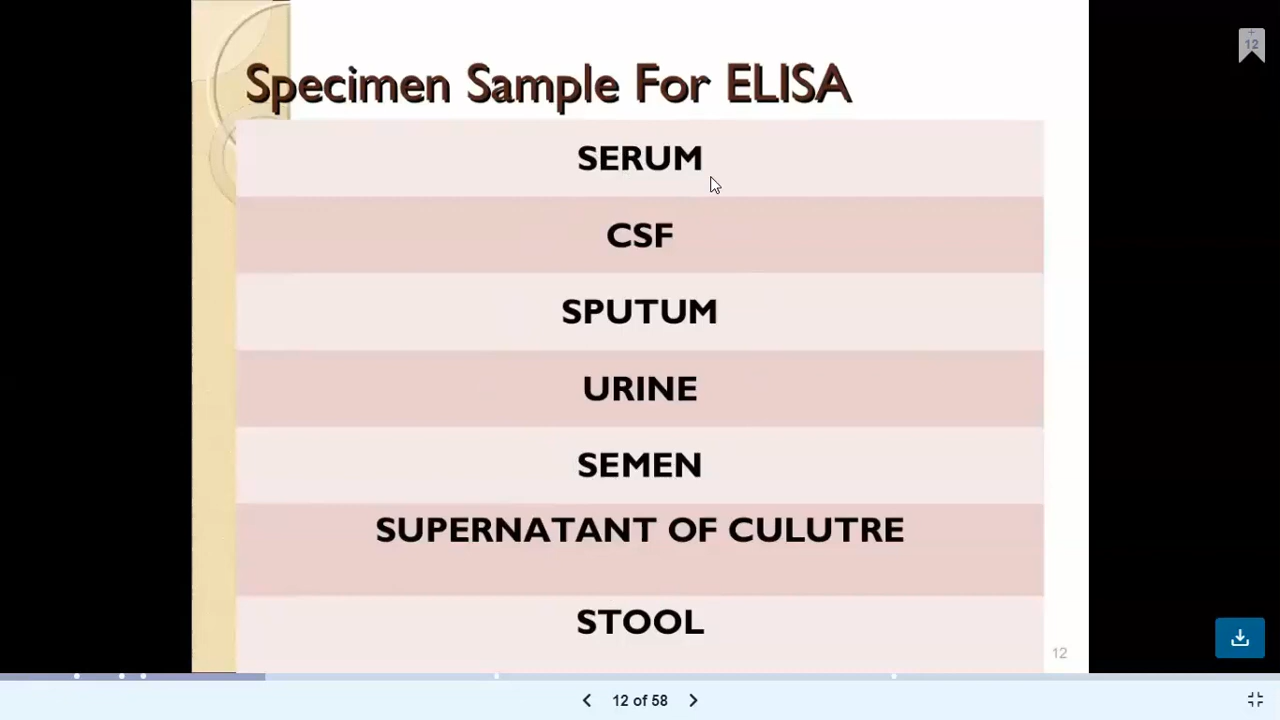 12
Specimen Sample For ELISA
SERUM
CSF
SPUTUM
URINE
SEMEN
SUPERNATANT OF CULUTRE
STOOL
12
12 of 58